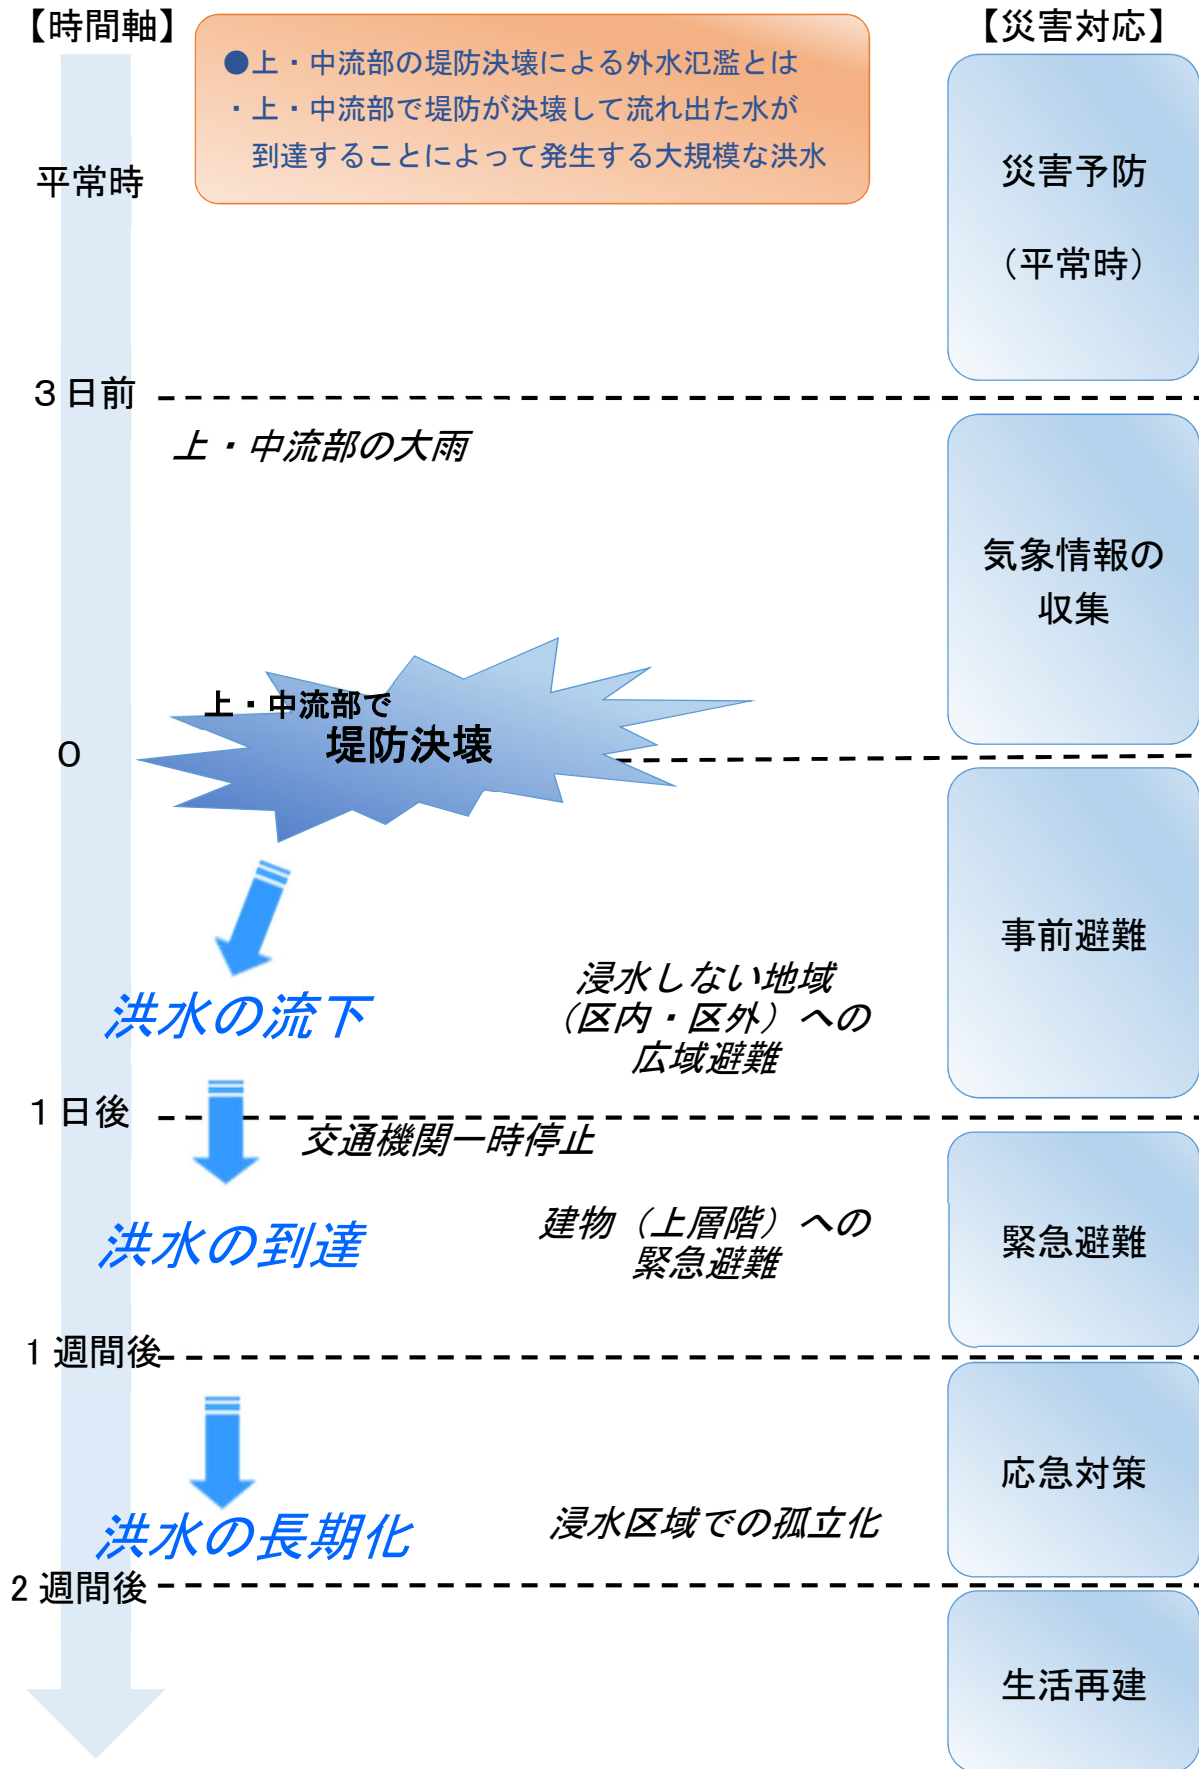 【時間軸】
【災害対応】
●上・中流部の堤防決壊による外水氾濫とは
・上・中流部で堤防が決壊して流れ出た水が
到達することによって発生する大規模な洪水
平常時
災害予防
（平常時）
３日前
上・中流部の大雨
気象情報の
収集
上・中流部で
堤防決壊
０
事前避難
洪水の流下
浸水しない地域
（区内・区外）への
広域避難
１日後
交通機関一時停止
洪水の到達
建物（上層階）への
緊急避難
緊急避難
１週間後
応急対策
洪水の長期化
浸水区域での孤立化
２週間後
生活再建